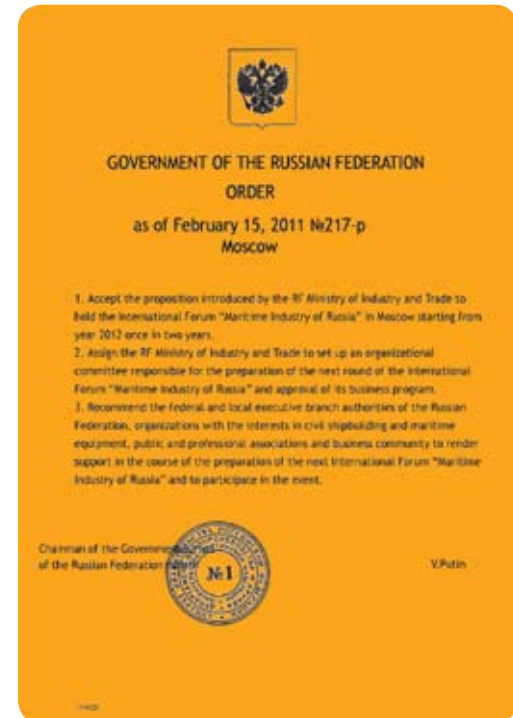 GOVERNMENT OF THE RUSSIAN FEDERATION
ORDER
as of February 15, 2011 №217-p
Moscow
1. Accept the proposition introduced by the RF Ministry of Industry and Trade to
hold the International Forum "Maritime Industry of Russia" in Moscow starting from
year 2012 once in two years.
2. Assign the RF Ministry of Industry and Trade to set up an organizational
committee responsible for the preparation of the next round of the International
Forum "Maritime Industry of Russia" and approval of its business program.
3. Recommend the federal and local executive branch authorities of the Russian
Federation, organizations with the interests in civil shipbuilding and maritime
equipment, public and professional associations and business community to render
support in the course of the preparation of the next International Forum "Maritime
Industry of Russia" and to participate in the event.
Chairman of the Government
of the Russian Federation
№1
V.Putin